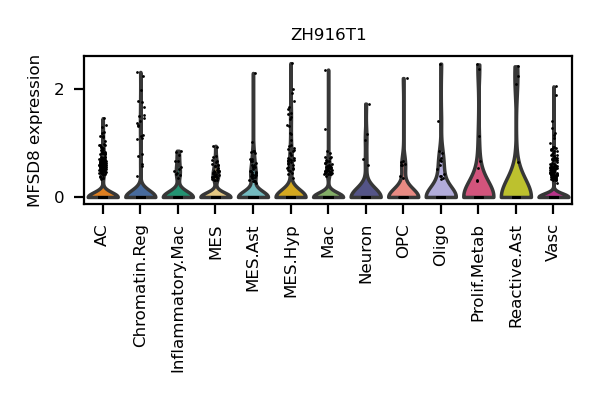 ZH916T1
MFSD8 expression
2
0
AC
Chromatin.Reg
Inflammatory.Mac
MES
MES.Ast
MES.Hyp
Mac
Neuron
OPC
Oligo
Prolif.Metab
Reactive.Ast
Vasc